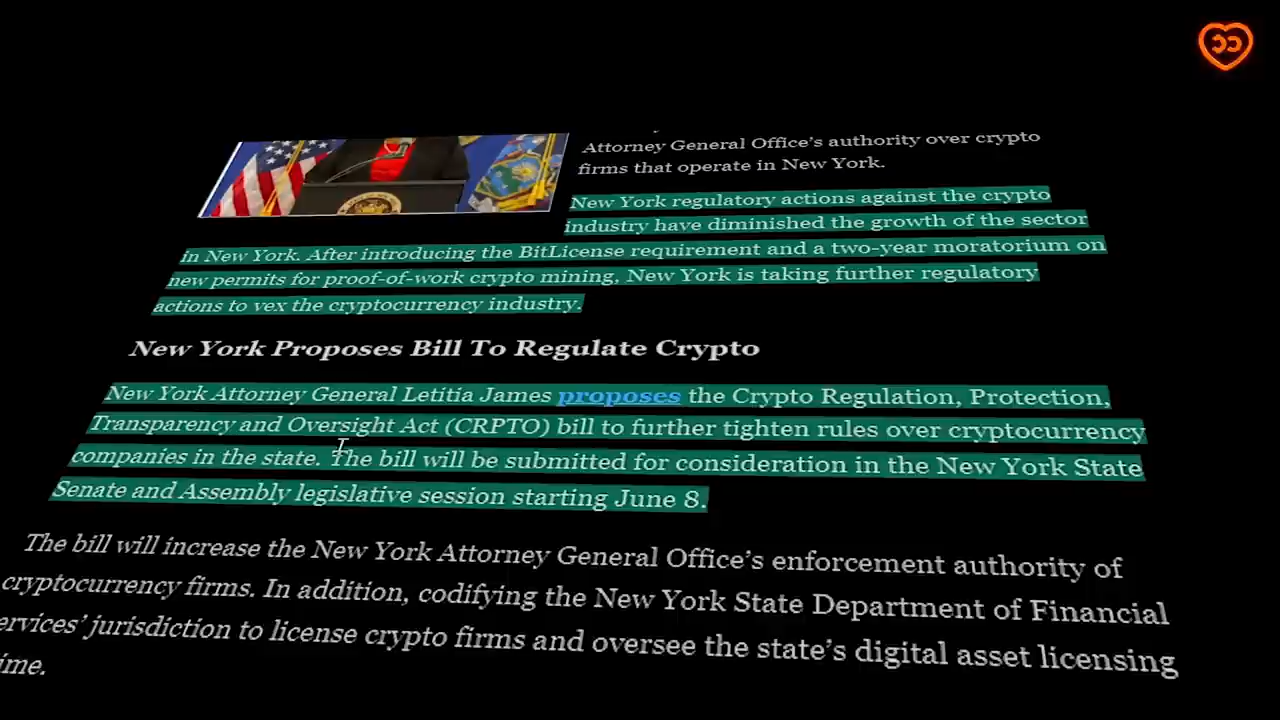 Attorney General Office's authority over crypto
firms that operate in New York.
New York regulatory actions against the crypto
industry have diminished the growth of the sector
in New York. After introducing the BitLicense requirement and a two-year moratorium on
new permits for proof-of-work crypto mining, New York is taking further regulatory
actions to vex the cryptocurrency industry.
New York Proposes Bill To Regulate Crypto
New York Attorney General Letitia James proposes the Crypto Regulation, Protection,
Transparency and Oversight Act (CRPTO) bill to further tighten rules over cryptocurrency
companies in the state. The bill will be submitted for consideration in the New York State
Senate and Assembly legislative session starting June 8.
The bill will increase the New York Attorney General Office's enforcement authority of
cryptocurrency firms. In addition, codifying the New York State Department of Financial
ervices' jurisdiction to license crypto firms and oversee the state's digital asset licensing
ime.